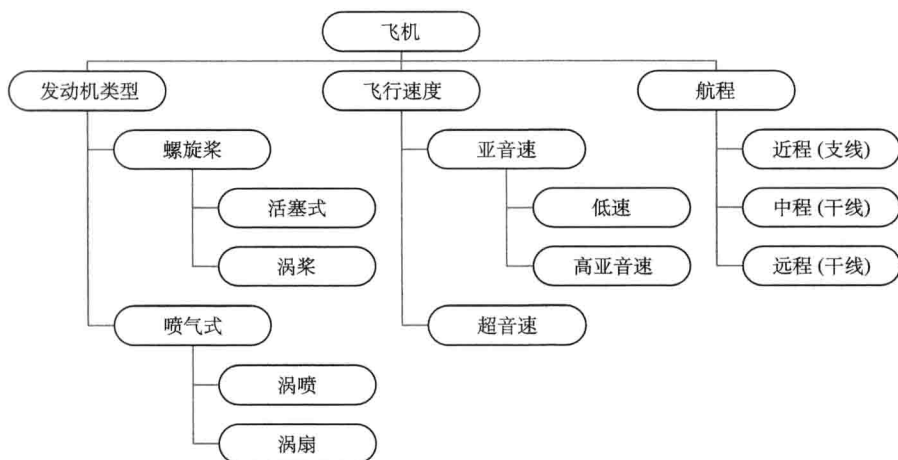 飞机
发动机类型
飞行速度
航程
螺旋桨
亚音速
近程 (支线)
活塞式
低速
中程 (干线)
涡桨
高亚音速
远程 (干线)
喷气式
超音速
涡喷
涡扇